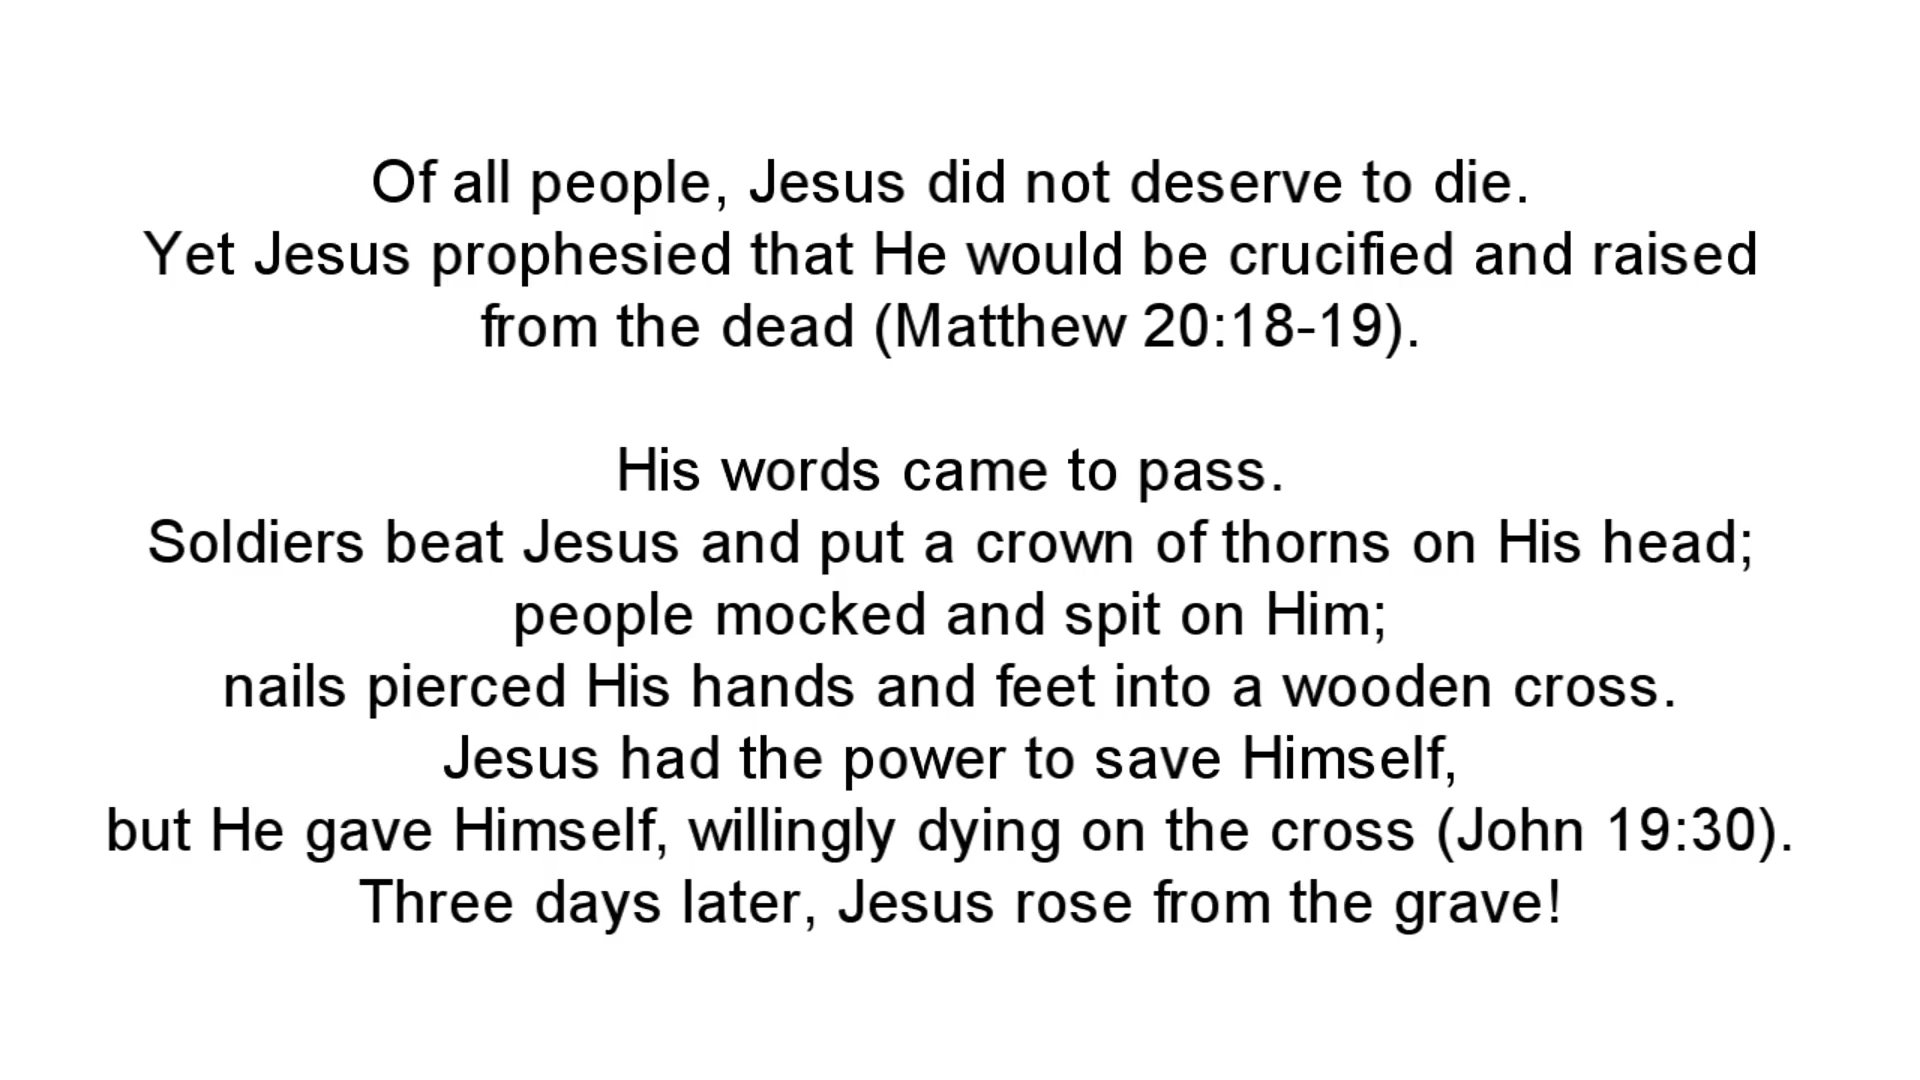 Of all people, Jesus did not deserve to die.
Yet Jesus prophesied that He would be crucified and raised
from the dead (Matthew 20:18-19).
His words came to pass.
Soldiers beat Jesus and put a crown of thorns on His head;
people mocked and spit on Him;
nails pierced His hands and feet into a wooden cross.
Jesus had the power to save Himself,
but He gave Himself, willingly dying on the cross (John 19:30).
Three days later, Jesus rose from the grave!